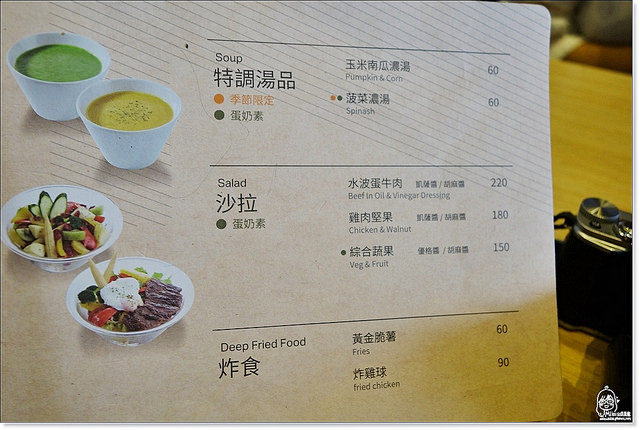 Soup
特調湯品
季節限定
蛋奶素
玉米南瓜濃湯 60
Pumpkin & Corn
菠菜濃湯 60
Spinash
Salad
沙拉
蛋奶素
水波蛋牛肉 凱薩醬 / 胡麻醬 220
Beef In Oil & Vinegar Dressing
雞肉堅果 凱薩醬 / 胡麻醬 180
Chicken & Walnut
綜合蔬果 優格醬 / 胡麻醬 150
Veg & Fruit
Deep Fried Food
炸食
黃金脆薯 60
Fries
炸雞球 90
fried chicken